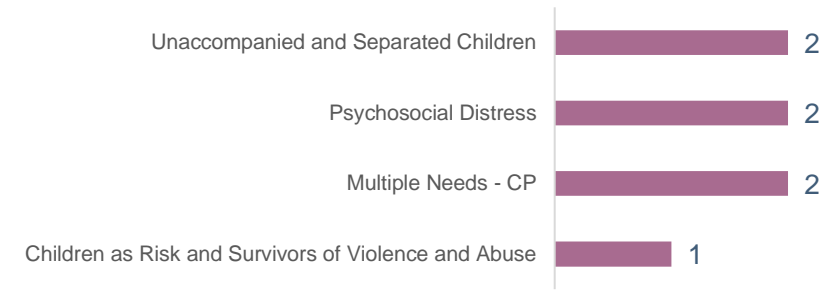 Unaccompanied and Separated Children 2
Psychosocial Distress 2
Multiple Needs - CP 2
Children as Risk and Survivors of Violence and Abuse 1